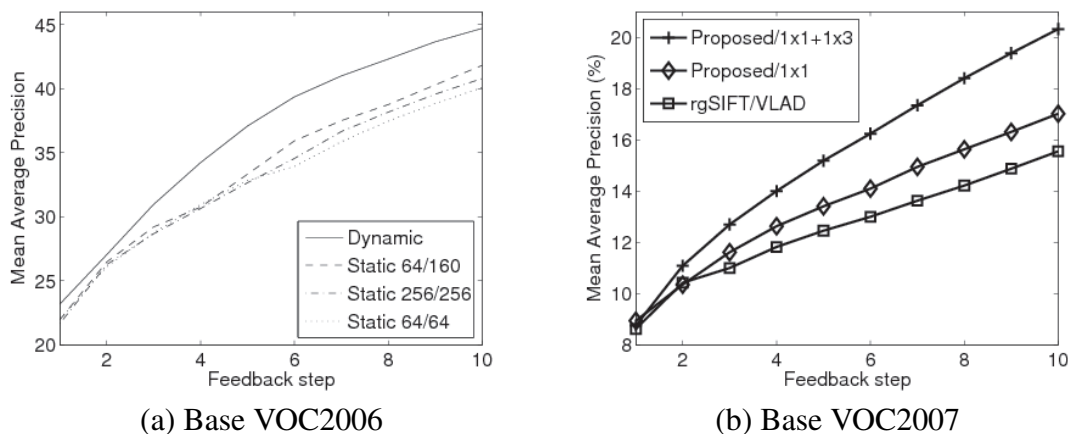 45
40
35
30
25
20
Mean Average Precision
2
4
6
8
10
Feedback step
Dynamic
Static 64/160
Static 256/256
Static 64/64
(a) Base VOC2006
20
18
16
14
12
10
8
Mean Average Precision (%)
2
4
6
8
10
Feedback step
Proposed/1x1+1x3
Proposed/1x1
rgSIFT/VLAD
(b) Base VOC2007